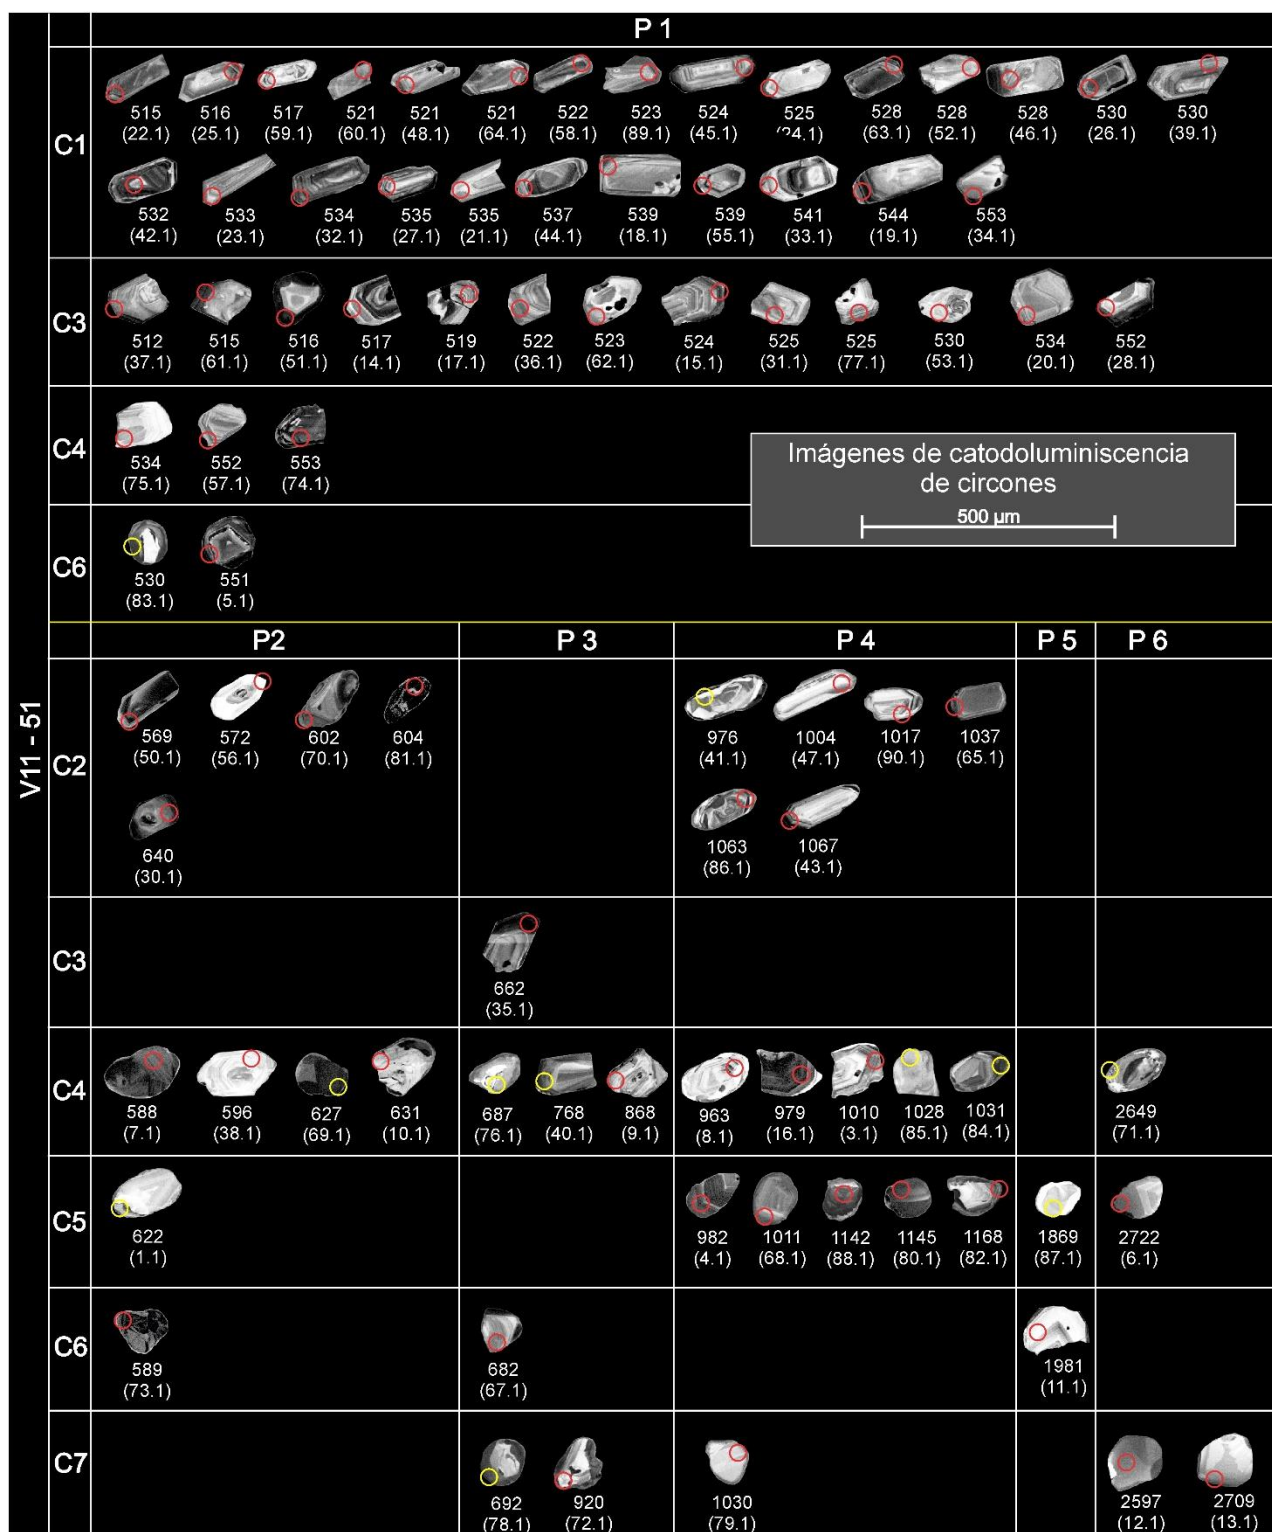 P 1
C1
515 516 517 521 521 521 522 523 524 525 528 528 528 530 530
(22.1) (25.1) (59.1) (60.1) (48.1) (64.1) (58.1) (89.1) (45.1) (24.1) (63.1) (52.1) (46.1) (26.1) (39.1)
532 533 534 535 535 537 539 539 541 544 553
(42.1) (23.1) (32.1) (27.1) (21.1) (44.1) (18.1) (55.1) (33.1) (19.1) (34.1)
C3
512 515 516 517 519 522 523 524 525 525 530 534 552
(37.1) (61.1) (51.1) (14.1) (17.1) (36.1) (62.1) (15.1) (31.1) (77.1) (53.1) (20.1) (28.1)
C4
534 552 553
(75.1) (57.1) (74.1)
Imágenes de catodoluminiscencia
de circones
500 µm
C6
530 551
(83.1) (5.1)
V11 - 51
P2 P 3 P 4 P 5 P 6
C2
569 572 602 604 976 1004 1017 1037
(50.1) (56.1) (70.1) (81.1) (41.1) (47.1) (90.1) (65.1)
640 1063 1067
(30.1) (86.1) (43.1)
C3
662
(35.1)
C4
588 596 627 631 687 768 868 963 979 1010 1028 1031 2649
(7.1) (38.1) (69.1) (10.1) (76.1) (40.1) (9.1) (8.1) (16.1) (3.1) (85.1) (84.1) (71.1)
C5
622 982 1011 1142 1145 1168 1869 2722
(1.1) (4.1) (68.1) (88.1) (80.1) (82.1) (87.1) (6.1)
C6
589 682 1981
(73.1) (67.1) (11.1)
C7
692 920 1030 2597 2709
(78.1) (72.1) (79.1) (12.1) (13.1)